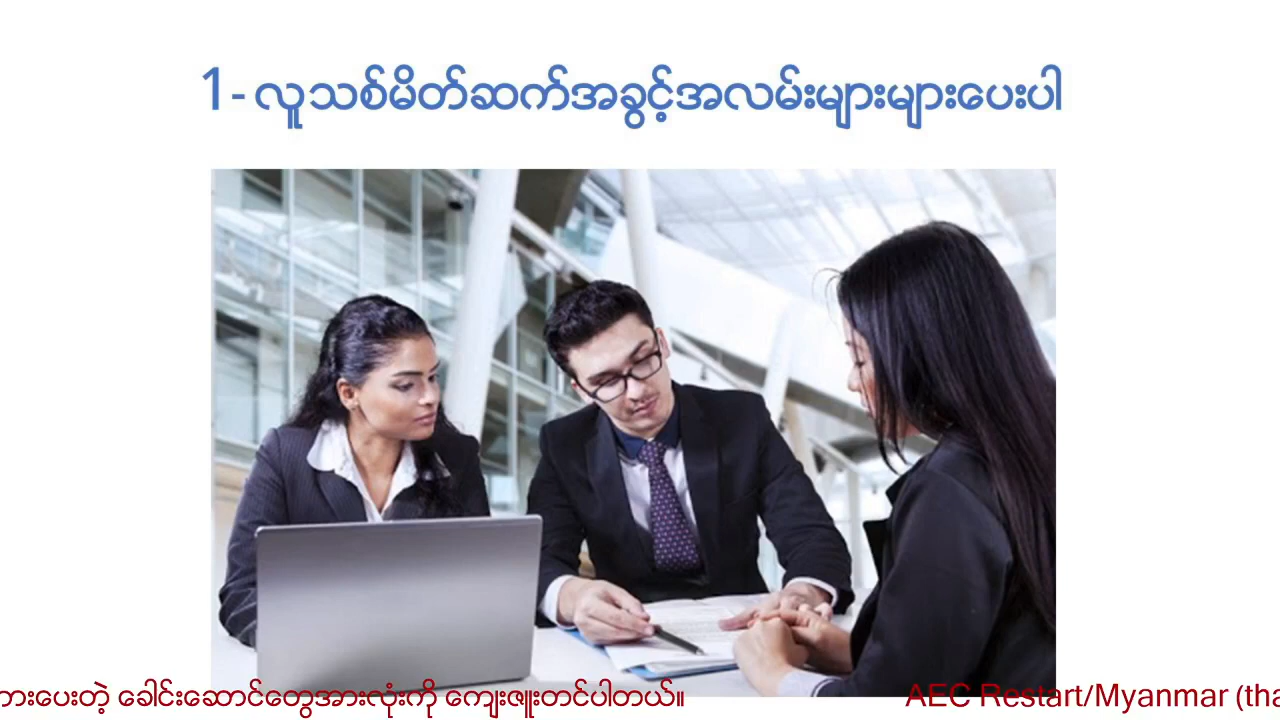 1-လူသစ်မိတ်ဆက်အခွင့်အလမ်းများများပေးပါ
ကားပေးတဲ့ ခေါင်းဆောင်တွေအားလုံးကို ကျေးဇူးတင်ပါတယ်။ AEC Restart/Myanmar (tha